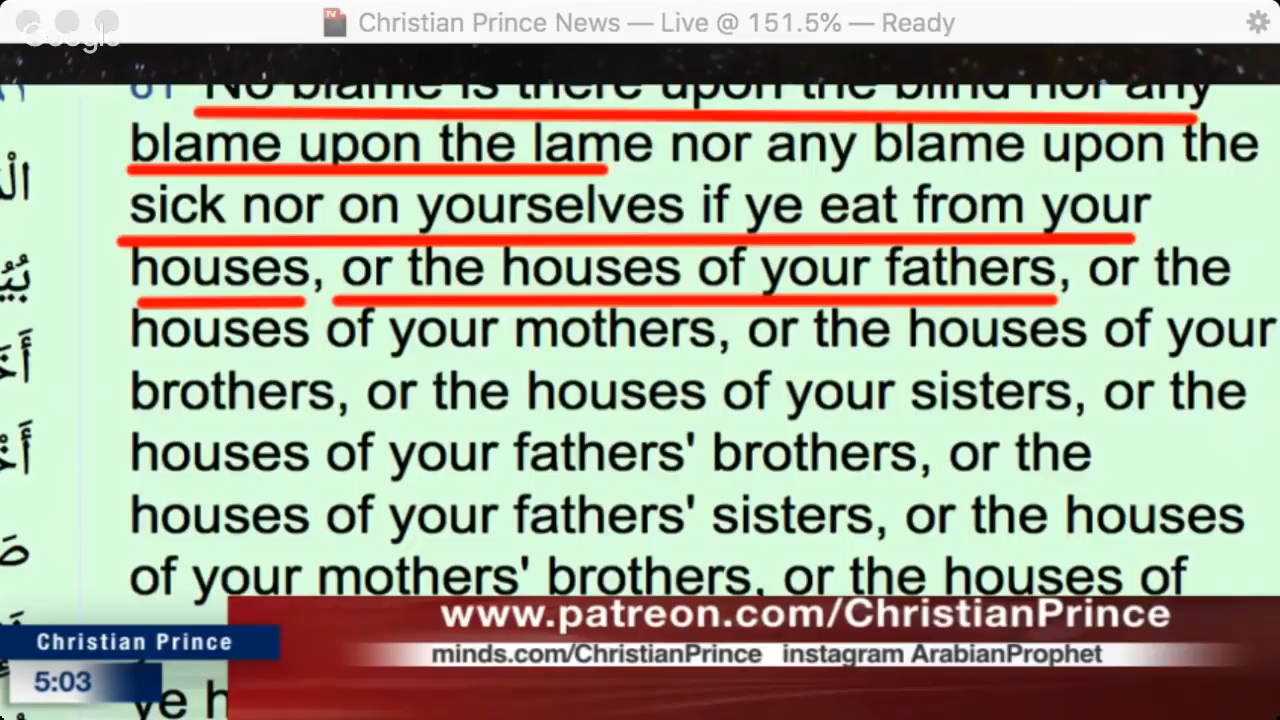 Christian Prince News — Live @ 151.5% — Ready
Google
61 No blame is there upon the blind nor any
blame upon the lame nor any blame upon the
sick nor on yourselves if ye eat from your
houses, or the houses of your fathers, or the
houses of your mothers, or the houses of your
brothers, or the houses of your sisters, or the
houses of your fathers' brothers, or the
houses of your fathers' sisters, or the houses
of your mothers' brothers, or the houses of
ye h
www.patreon.com/ChristianPrince
Christian Prince
minds.com/ChristianPrince instagram ArabianProphet
5:03